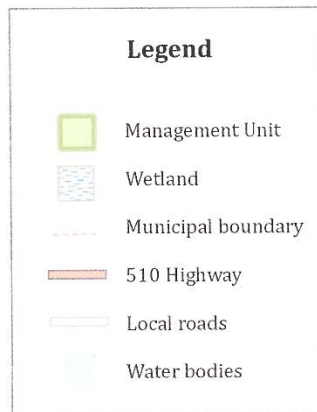 Legend
Management Unit
Wetland
Municipal boundary
510 Highway
Local roads
Water bodies